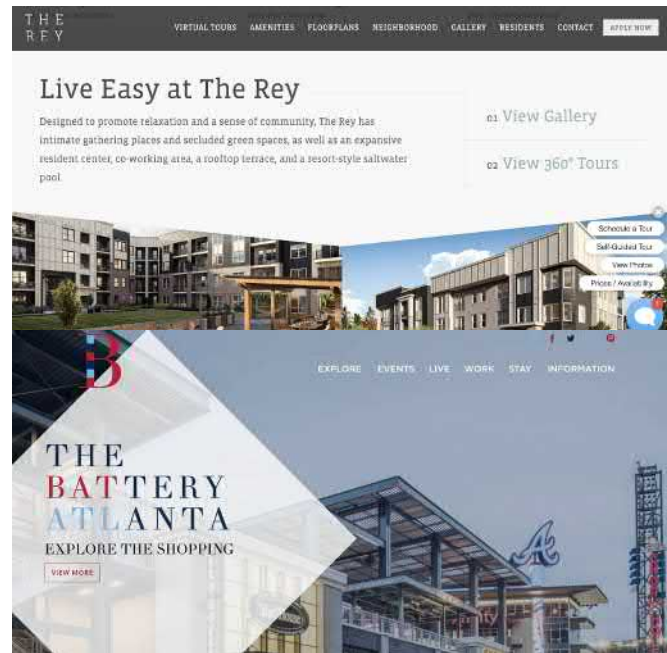 THE
REY
VIRTUAL TOURS AMENITIES FLOORPLANS NEIGHBORHOOD GALLERY RESIDENTS CONTACT APPLY NOW
Live Easy at The Rey
Designed to promote relaxation and a sense of community, The Rey has
intimate gathering places and secluded green spaces, as well as an expansive
resident center, co-working area, a rooftop terrace, and a resort-style saltwater
pool.
01 View Gallery
02 View 360° Tours
Schedule a Tour
Self-Guided Tour
View Photos
Prices / Availability
B
EXPLORE EVENTS LIVE WORK STAY INFORMATION
THE
BATTERY
ATLANTA
EXPLORE THE SHOPPING
VIEW MORE
A